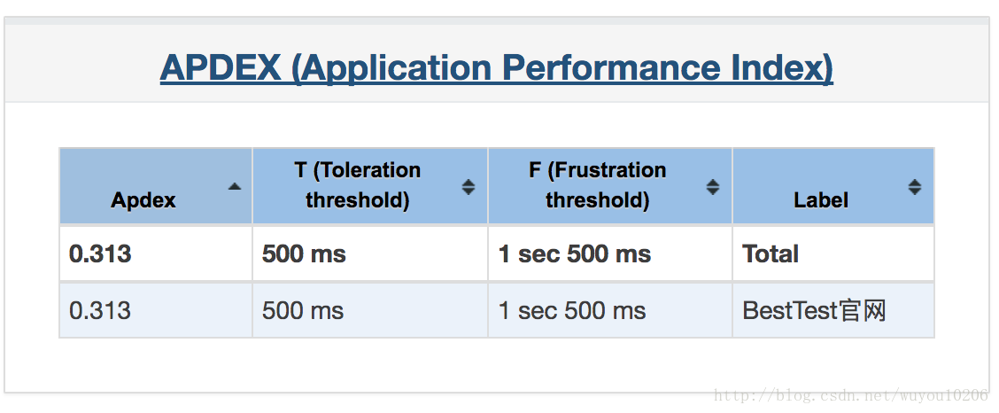 APDEX (Application Performance Index)
Apdex
T (Toleration
threshold)
F (Frustration
threshold)
Label
0.313 500 ms 1 sec 500 ms Total
0.313 500 ms 1 sec 500 ms BestTest官网
http://blog.csdn.net/wuyou10206